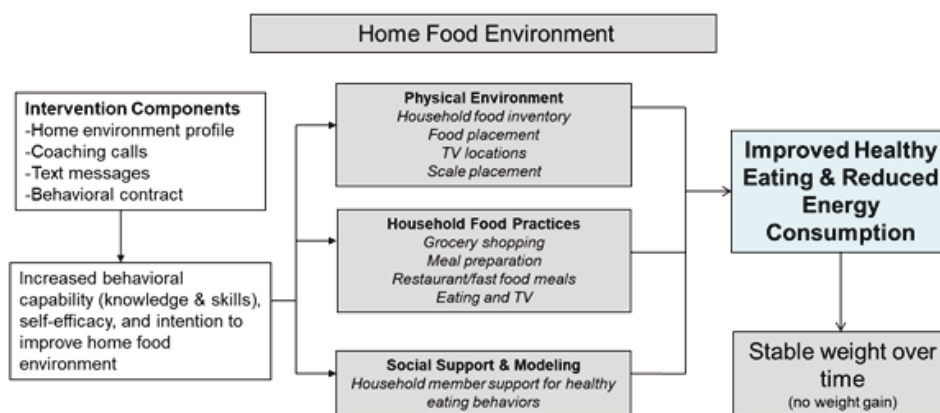 Home Food Environment
Intervention Components
-Home environment profile
-Coaching calls
-Text messages
-Behavioral contract
Increased behavioral
capability (knowledge & skills),
self-efficacy, and intention to
improve home food
environment
Physical Environment
Household food inventory
Food placement
TV locations
Scale placement
Household Food Practices
Grocery shopping
Meal preparation
Restaurant/fast food meals
Eating and TV
Social Support & Modeling
Household member support for healthy
eating behaviors
Improved Healthy
Eating & Reduced
Energy
Consumption
Stable weight over
time
(no weight gain)